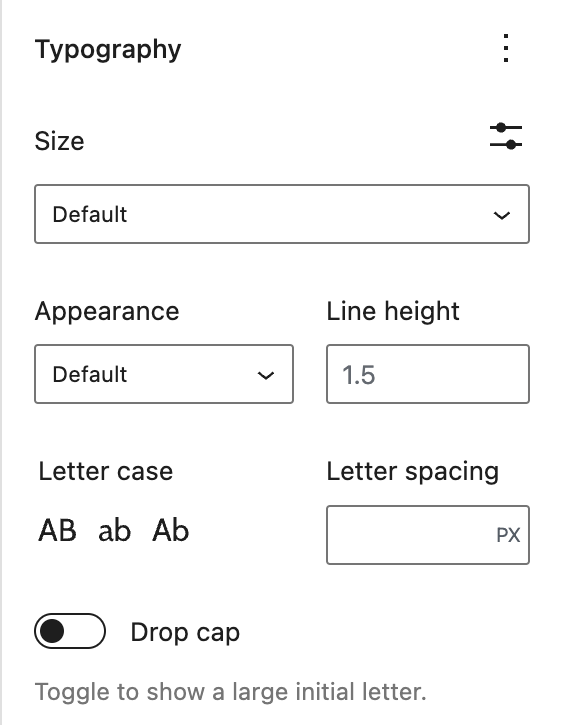 Typography
Size
Default
Appearance
Line height
Default
1.5
Letter case
Letter spacing
AB ab Ab
PX
Drop cap
Toggle to show a large initial letter.